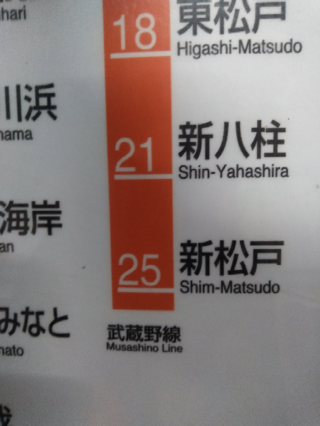 hari
18
東松戸
Higashi-Matsudo
川浜
hama
21
新八柱
Shin-Yahashira
海岸
an
25
新松戸
Shim-Matsudo
みなと
nato
武蔵野線
Musashino Line